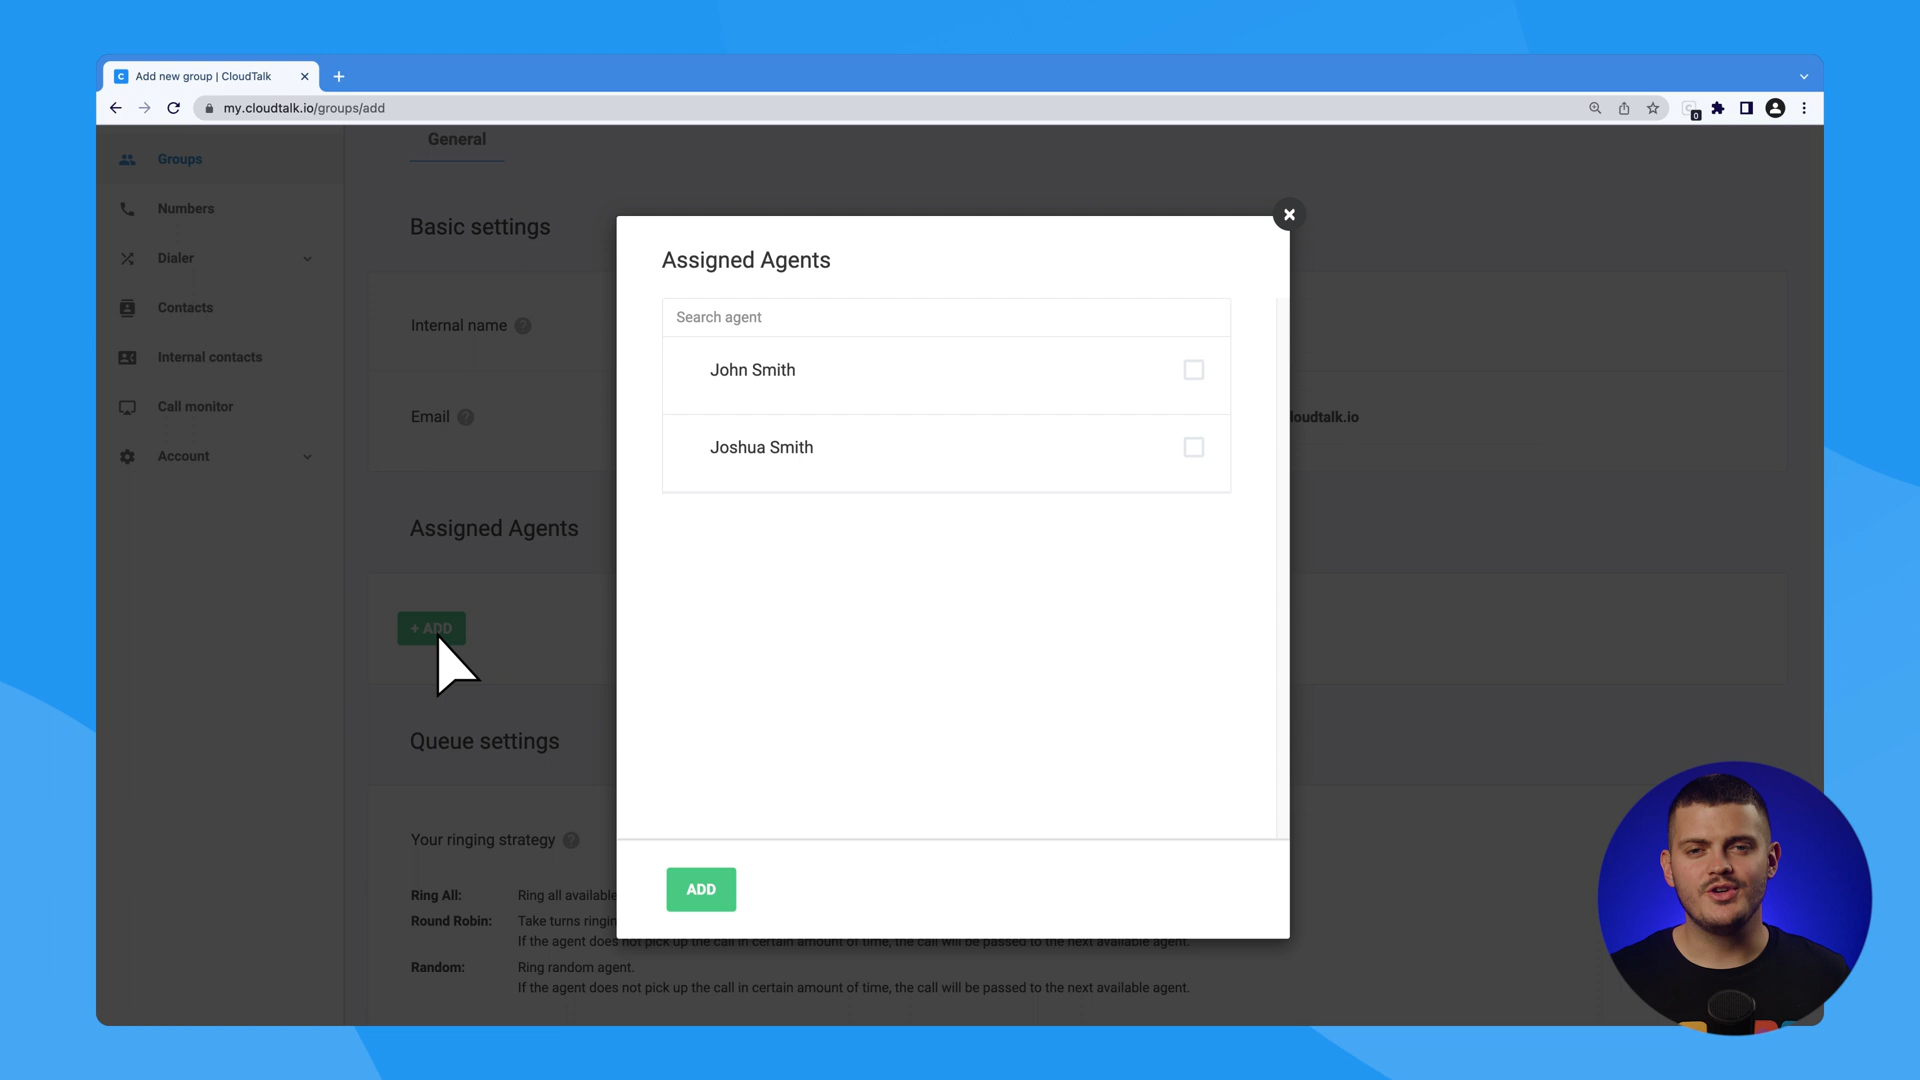 Add new group | CloudTalk
my.cloudtalk.io/groups/add
0
General
Groups
Numbers
Dialer
Contacts
Internal contacts
Call monitor
Account
Basic settings
Internal name ?
Email ?
loudtalk.io
Assigned Agents
+ ADD
Queue settings
Your ringing strategy ?
Ring All: Ring all available
Round Robin: Take turns ringin
If the agent does not pick up the call in certain amount of time, the call will be passed to the next available agent.
Random: Ring random agent.
If the agent does not pick up the call in certain amount of time, the call will be passed to the next available agent.
Assigned Agents
Search agent
John Smith
Joshua Smith
ADD